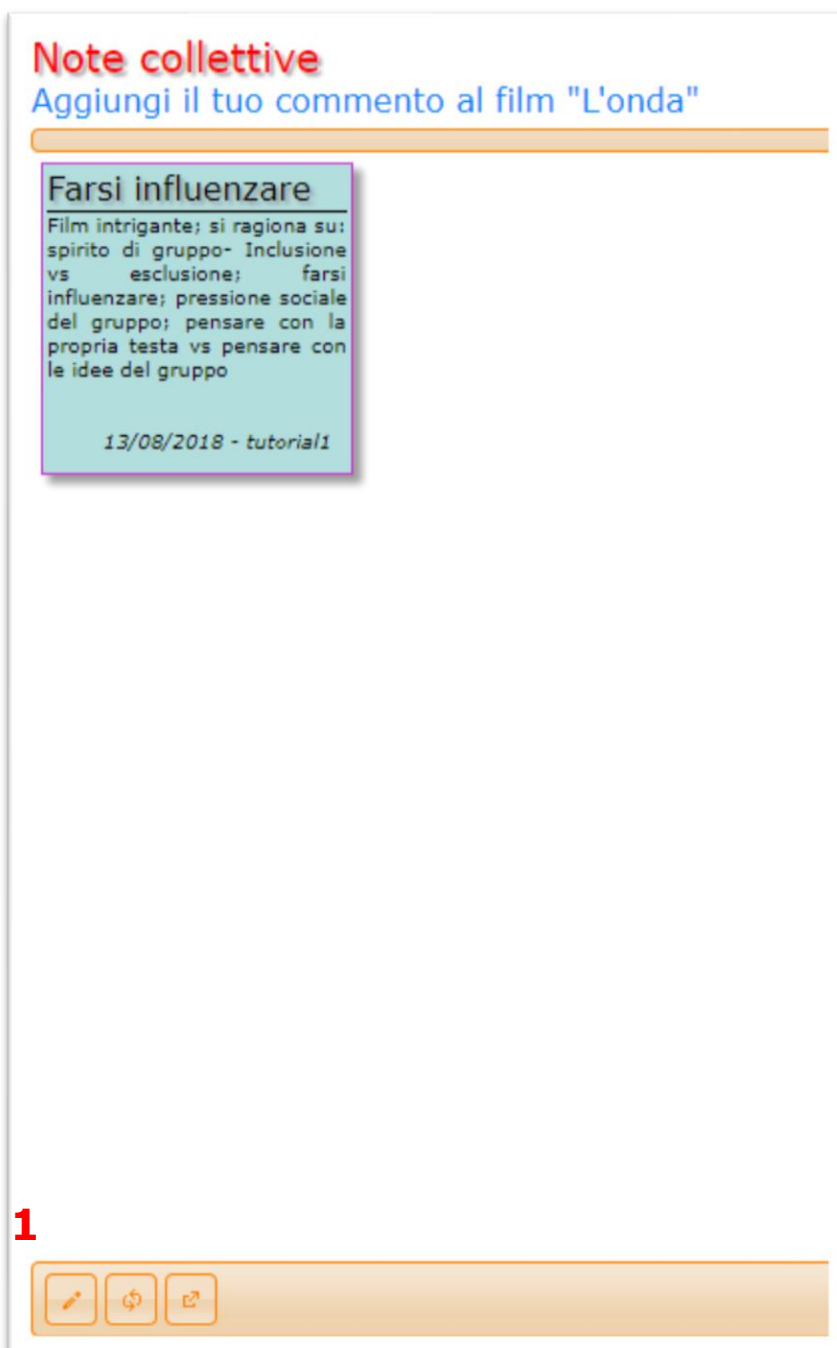 Note collettive
Aggiungi il tuo commento al film "L'onda"
Farsi influenzare
Film intrigante; si ragiona su:
spirito di gruppo- Inclusione
vs esclusione; farsi
influenzare; pressione sociale
del gruppo; pensare con la
propria testa vs pensare con
le idee del gruppo
13/08/2018 - tutorial1
1